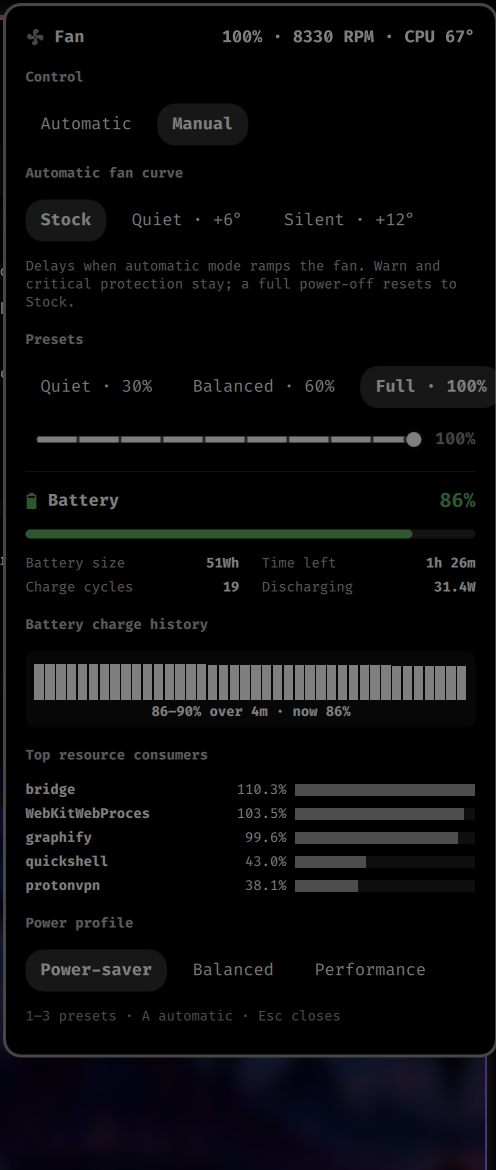 Fan 100% · 8330 RPM · CPU 67°
Control
Automatic Manual
Automatic fan curve
Stock Quiet · +6° Silent · +12°
Delays when automatic mode ramps the fan. Warn and
critical protection stay; a full power-off resets to
Stock.
Presets
Quiet · 30% Balanced · 60% Full · 100%
100%
Battery 86%
Battery size 51Wh Time left 1h 26m
Charge cycles 19 Discharging 31.4W
Battery charge history
86–90% over 4m · now 86%
Top resource consumers
bridge 110.3%
WebKitWebProces 103.5%
graphify 99.6%
quickshell 43.0%
protonvpn 38.1%
Power profile
Power-saver Balanced Performance
1–3 presets · A automatic · Esc closes